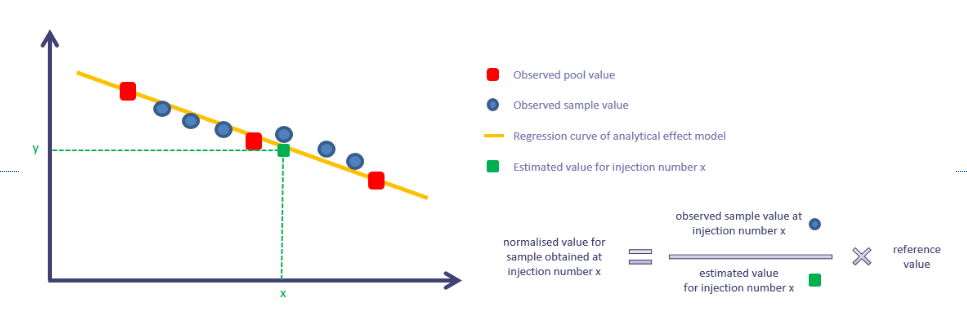 y
x
Observed pool value
Observed sample value
Regression curve of analytical effect model
Estimated value for injection number x
normalised value for
sample obtained at
injection number x
observed sample value at
injection number x
estimated value
for injection number x
reference
value